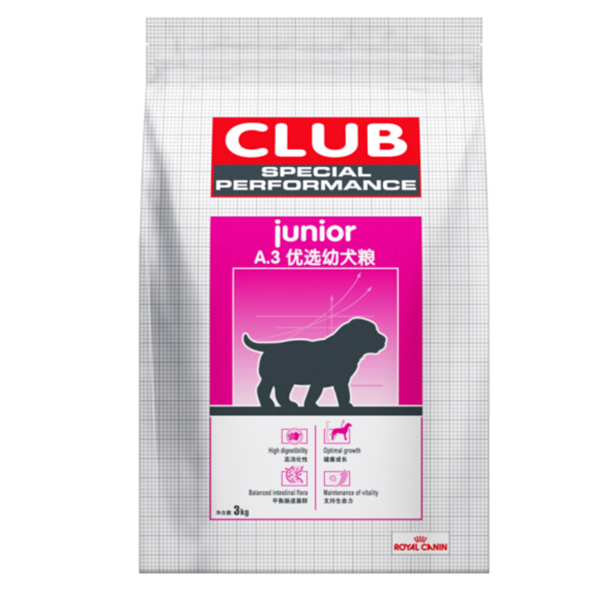 CLUB
SPECIAL
PERFORMANCE
junior
A.3 优选幼犬粮
High digestibility
高消化性
Optimal growth
健康成长
Balanced intestinal flora
平衡肠道菌群
Maintenance of vitality
支持生命力
净含量 3kg
ROYAL CANIN